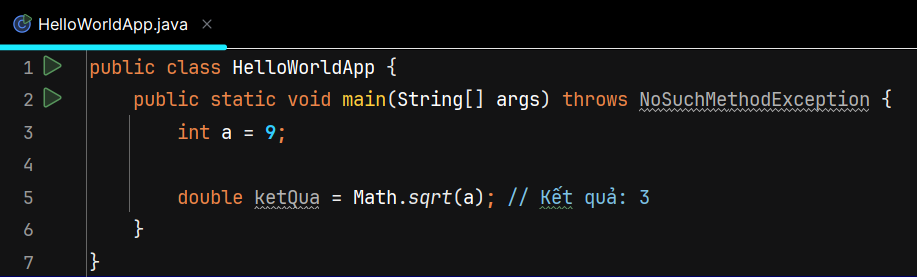 HelloWorldApp.java
1 public class HelloWorldApp {
2 public static void main(String[] args) throws NoSuchMethodException {
3 int a = 9;
4
5 double ketQua = Math.sqrt(a); // Kết quả: 3
6 }
7 }